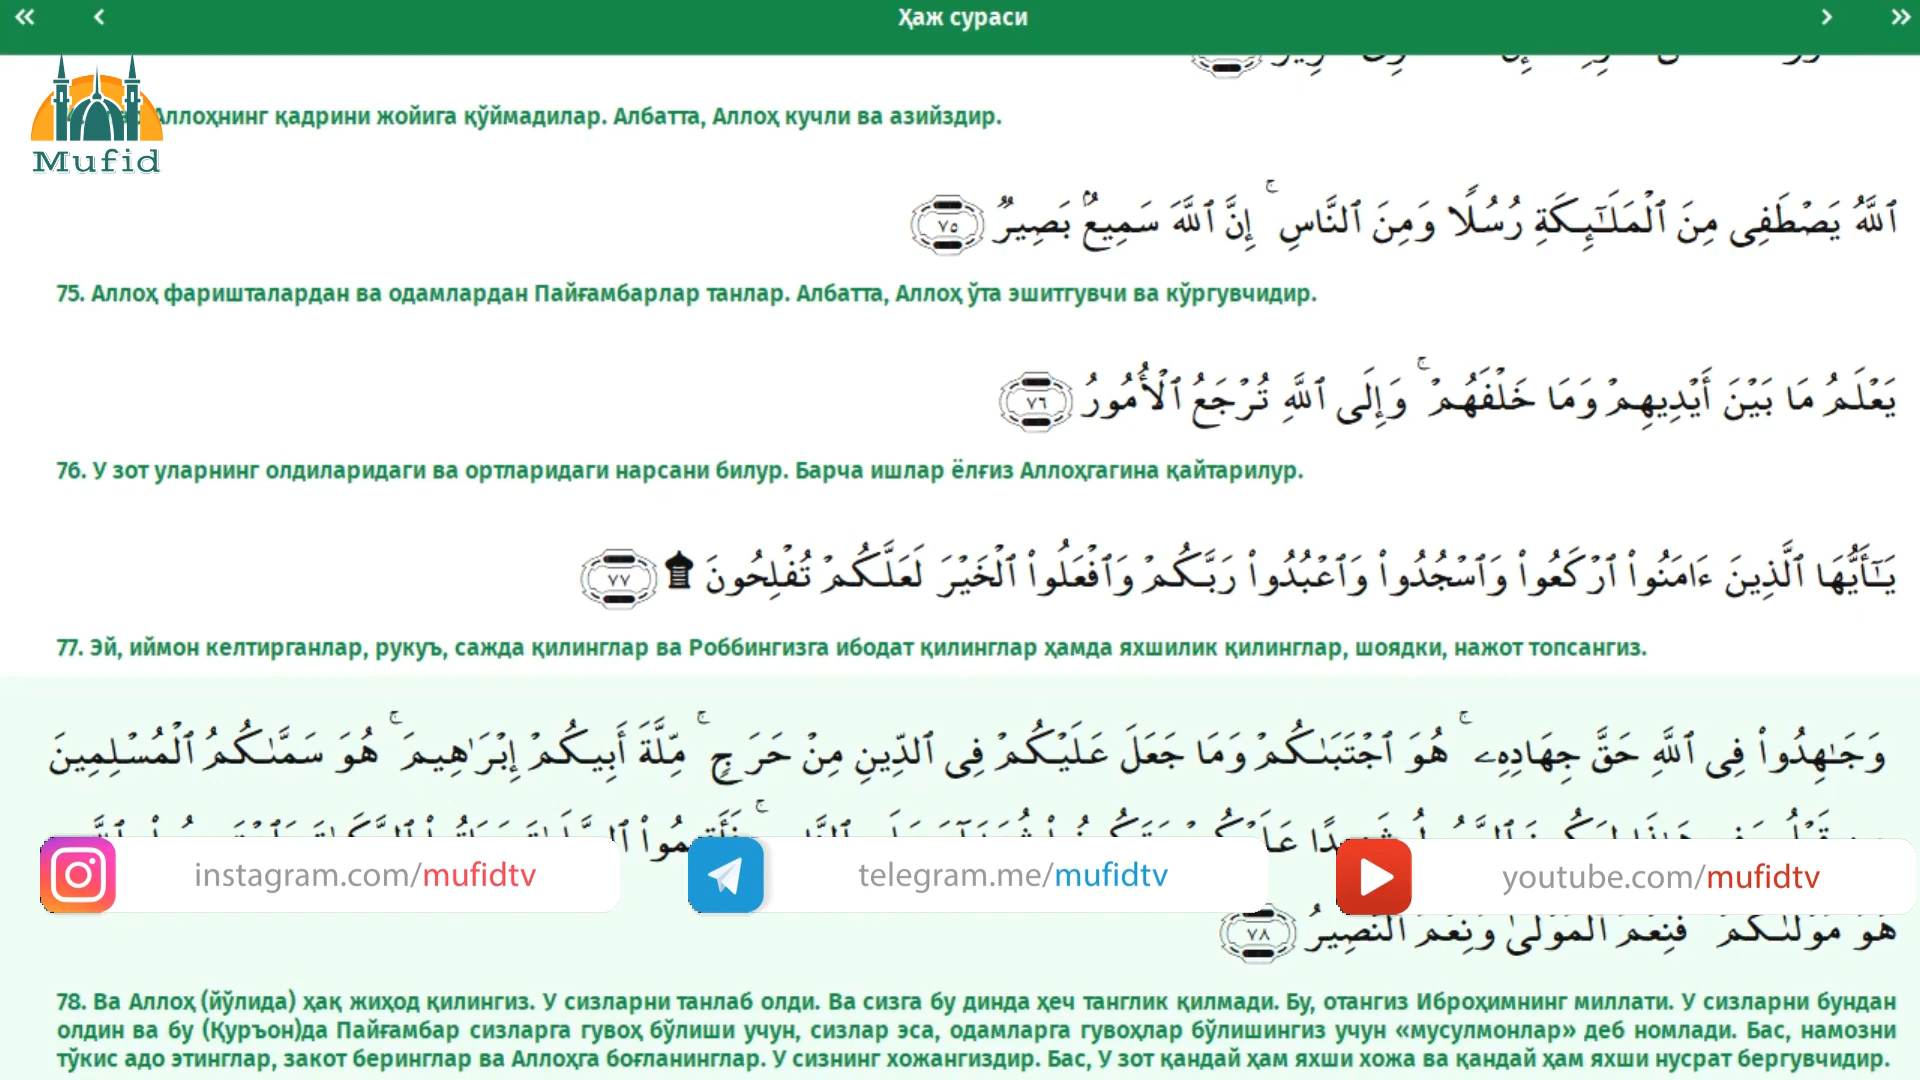 Ҳаж сураси
Аллоҳнинг қадрини жойига қўймадилар. Албатта, Аллоҳ кучли ва азийздир.
Mufid
ٱللَّهُ يَصْطَفِى مِنَ ٱلْمَلَـٰٓئِكَةِ رُسُلًا وَمِنَ ٱلنَّاسِ ۚ إِنَّ ٱللَّهَ سَمِيعٌۢ بَصِيرٌ ٧٥
75. Аллоҳ фаришталардан ва одамлардан Пайғамбарлар танлар. Албатта, Аллоҳ ўта эшитгувчи ва кўргувчидир.
يَعْلَمُ مَا بَيْنَ أَيْدِيهِمْ وَمَا خَلْفَهُمْ ۗ وَإِلَى ٱللَّهِ تُرْجَعُ ٱلْأُمُورُ ٧٦
76. У зот уларнинг олдиларидаги ва ортларидаги нарсани билур. Барча ишлар ёлғиз Аллоҳгагина қайтарилур.
يَـٰٓأَيُّهَا ٱلَّذِينَ ءَامَنُوا۟ ٱرْكَعُوا۟ وَٱسْجُدُوا۟ وَٱعْبُدُوا۟ رَبَّكُمْ وَٱفْعَلُوا۟ ٱلْخَيْرَ لَعَلَّكُمْ تُفْلِحُونَ ۩ ٧٧
77. Эй, иймон келтирганлар, рукуъ, сажда қилинглар ва Роббингизга ибодат қилинглар ҳамда яхшилик қилинглар, шоядки, нажот топсангиз.
وَجَـٰهِدُوا۟ فِى ٱللَّهِ حَقَّ جِهَادِهِۦ ۚ هُوَ ٱجْتَبَىٰكُمْ وَمَا جَعَلَ عَلَيْكُمْ فِى ٱلدِّينِ مِنْ حَرَجٍ ۚ مِّلَّةَ أَبِيكُمْ إِبْرَٰهِيمَ ۚ هُوَ سَمَّىٰكُمُ ٱلْمُسْلِمِينَ
instagram.com/mufidtv
telegram.me/mufidtv
youtube.com/mufidtv
هُوَ مَوْلَىٰكُمْ فَنِعْمَ ٱلْمَوْلَىٰ وَنِعْمَ ٱلنَّصِيرُ ٧٨
78. Ва Аллоҳ (йўлида) ҳақ жиҳод қилингиз. У сизларни танлаб олди. Ва сизга бу динда ҳеч танглик қилмади. Бу, отангиз Иброҳимнинг миллати. У сизларни бундан
олдин ва бу (Қуръон)да Пайғамбар сизларга гувоҳ бўлиши учун, сизлар эса, одамларга гувоҳлар бўлишингиз учун «мусулмонлар» деб номлади. Бас, намозни
тўкис адо этинглар, закот беринглар ва Аллоҳга боғланинглар. У сизнинг хожангиздир. Бас, У зот қандай ҳам яхши хожа ва қандай ҳам яхши нусрат бергувчидир.